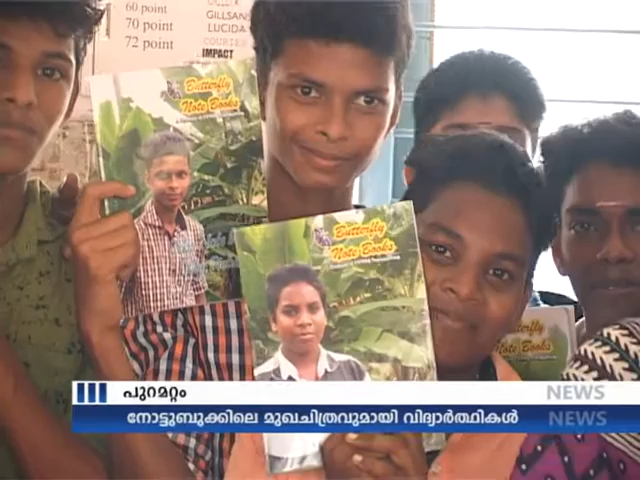 60 point
70 point
72 point
GILLSANS
LUCIDA
COURIER
IMPACT
Butterfly
Note Books
Butterfly
Note Books
Butterfly
Note Books
പുറമറ്റം
NEWS
നോട്ടുബുക്കിലെ മുഖചിത്രവുമായി വിദ്യാർത്ഥികൾ
NEWS